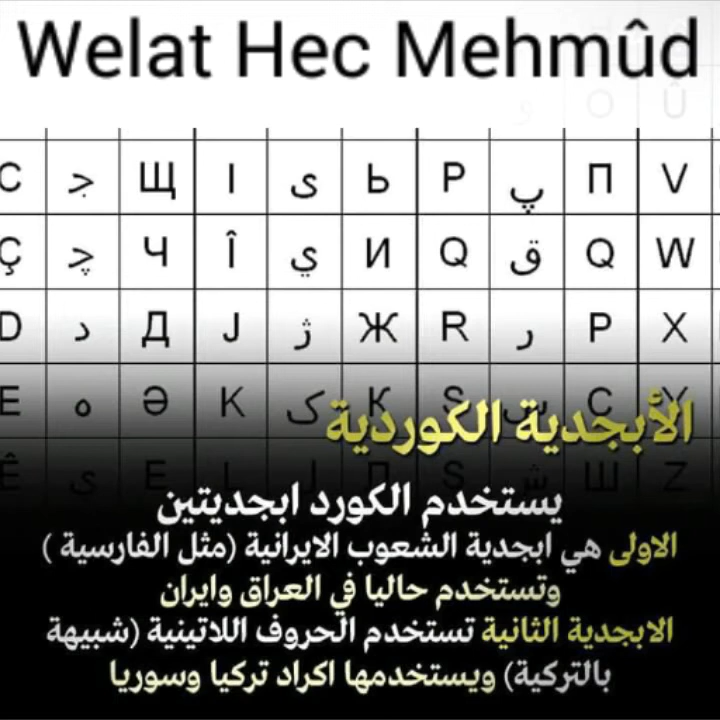 Welat Hec Mehmûd
و O Û
C ج Щ I ى Ь P پ П V
Ç چ Ч Î ي И Q ق Q W
D د Д J ژ Ж R ر P X
E ه Ә K ک К S س С Y
Ê ى E L ل Л Ş ش Ш Z
الأبجدية الكوردية
يستخدم الكورد ابجديتين
الاولى هي ابجدية الشعوب الايرانية (مثل الفارسية )
وتستخدم حاليا في العراق وايران
الابجدية الثانية تستخدم الحروف اللاتينية (شبيهة
بالتركية) ويستخدمها اكراد تركيا وسوريا